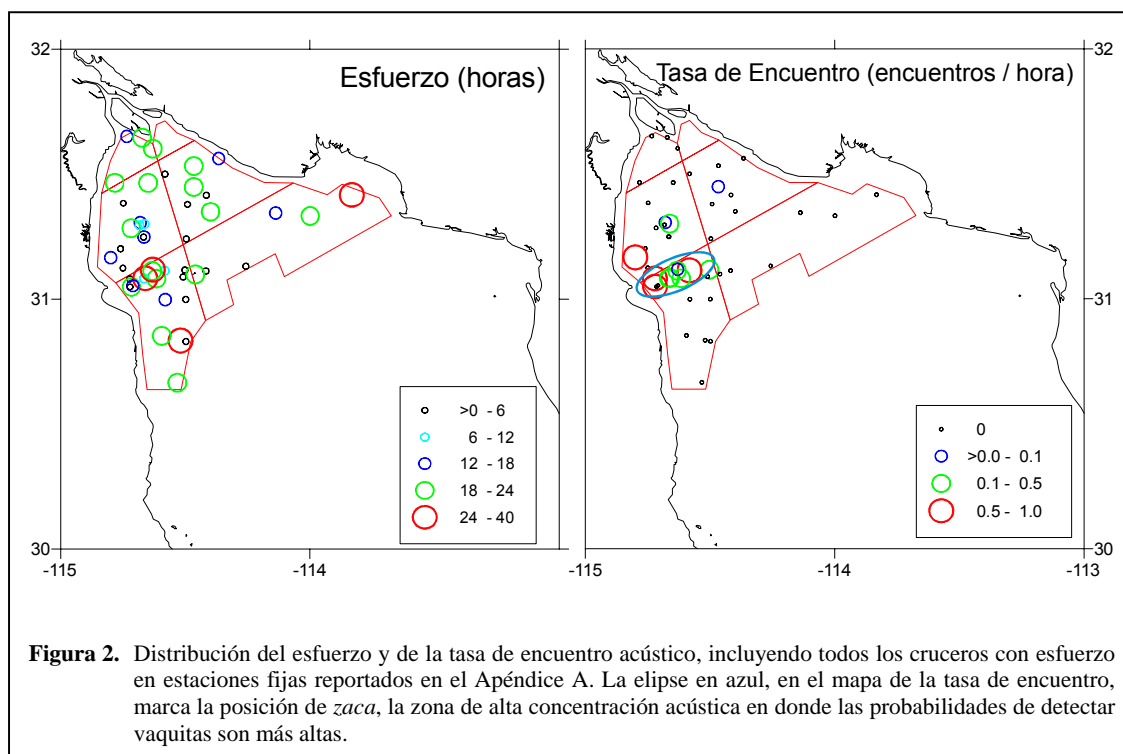 32
31
30
-115
-114
Esfuerzo (horas)
>0 - 6
6 - 12
12 - 18
18 - 24
24 - 40
32
31
30
-115
-114
-113
Tasa de Encuentro (encuentros / hora)
0
>0.0 - 0.1
0.1 - 0.5
0.5 - 1.0
Figura 2. Distribución del esfuerzo y de la tasa de encuentro acústico, incluyendo todos los cruceros con esfuerzo
en estaciones fijas reportados en el Apéndice A. La elipse en azul, en el mapa de la tasa de encuentro,
marca la posición de zaca, la zona de alta concentración acústica en donde las probabilidades de detectar
vaquitas son más altas.